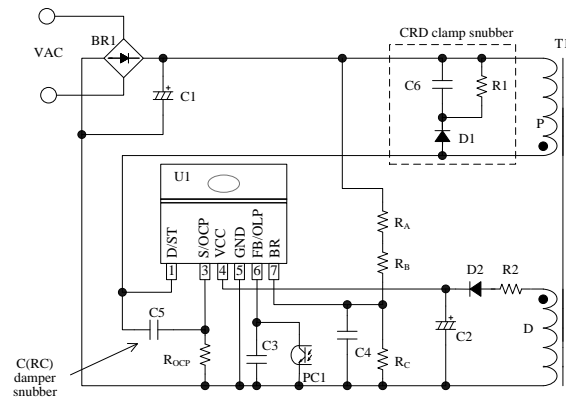 CRD clamp snubber
T1
BR1
VAC
C1
C6
R1
D1
P
U1
D/ST
S/OCP
VCC
GND
FB/OLP
BR
1
3
4
5
6
7
RA
RB
D2
R2
C5
ROCP
C3
PC1
C4
RC
C2
D
C(RC)
damper
snubber